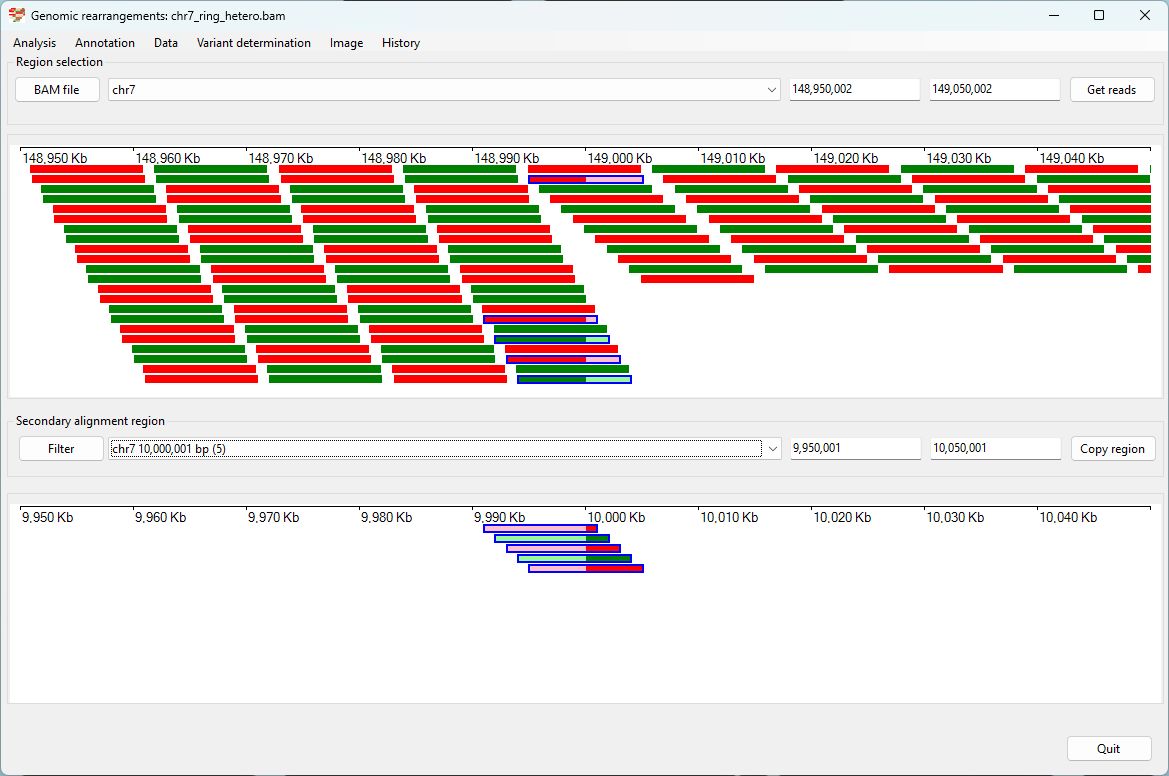 Genomic rearrangements: chr7_ring_hetero.bam
Analysis Annotation Data Variant determination Image History
Region selection
BAM file chr7 148,950,002 149,050,002 Get reads
148,950 Kb 148,960 Kb 148,970 Kb 148,980 Kb 148,990 Kb 149,000 Kb 149,010 Kb 149,020 Kb 149,030 Kb 149,040 Kb
Secondary alignment region
Filter chr7 10,000,001 bp (5) 9,950,001 10,050,001 Copy region
9,950 Kb 9,960 Kb 9,970 Kb 9,980 Kb 9,990 Kb 10,000 Kb 10,010 Kb 10,020 Kb 10,030 Kb 10,040 Kb
Quit